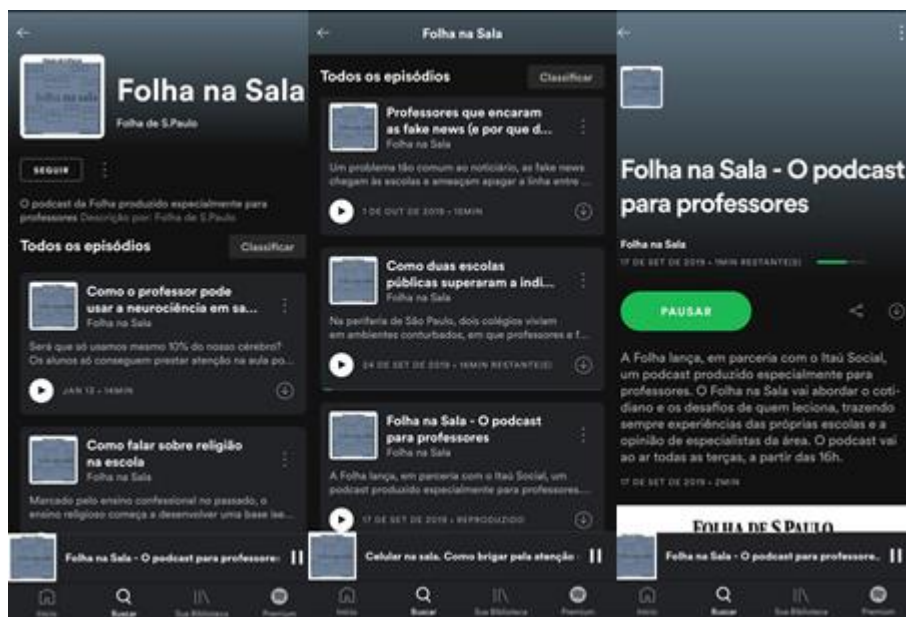 Folha na Sala
Folha de S.Paulo
SEGUIR
O podcast da Folha produzido especialmente para
professores Descrição por: Folha de S.Paulo
Todos os episódios
Classificar
Como o professor pode
usar a neurociência em sa...
Folha na Sala
Será que só usamos mesmo 10% do nosso cérebro?
Os alunos só conseguem prestar atenção na aula po...
JAN 13 • 14MIN
Como falar sobre religião
na escola
Folha na Sala
Marcado pelo ensino confessional no passado, o
ensino religioso começa a desenvolver uma base lae...
Folha na Sala - O podcast para professore
Início
Buscar
Sua Biblioteca
Premium
Folha na Sala
Todos os episódios
Classificar
Professores que encaram
as fake news (e por que d...
Folha na Sala
Um problema tão comum ao noticiário, as fake news
chegam às escolas e ameaçam apagar a linha entre ...
1 DE OUT DE 2019 • 15MIN
Como duas escolas
públicas superaram a indi...
Folha na Sala
Na periferia de São Paulo, dois colégios viviam
em ambientes conturbados, em que professores e f...
24 DE SET DE 2019 • 16MIN RESTANTE(S)
Folha na Sala - O podcast
para professores
Folha na Sala
A Folha lança, em parceria com o Itaú Social, um
podcast produzido especialmente para professores....
17 DE SET DE 2019 • REPRODUZIDO
Celular na sala. Como brigar pela atenção
Início
Buscar
Sua Biblioteca
Premium
Folha na Sala - O podcast
para professores
Folha na Sala
17 DE SET DE 2019 • 1MIN RESTANTE(S)
PAUSAR
A Folha lança, em parceria com o Itaú Social,
um podcast produzido especialmente para
professores. O Folha na Sala vai abordar o coti-
diano e os desafios de quem leciona, trazendo
sempre experiências das próprias escolas e a
opinião de especialistas da área. O podcast vai
ao ar todas as terças, a partir das 16h.
17 DE SET DE 2019 • 2MIN
FOLHA DE S.PAULO
Folha na Sala - O podcast para professore..
Início
Buscar
Sua Biblioteca
Premium